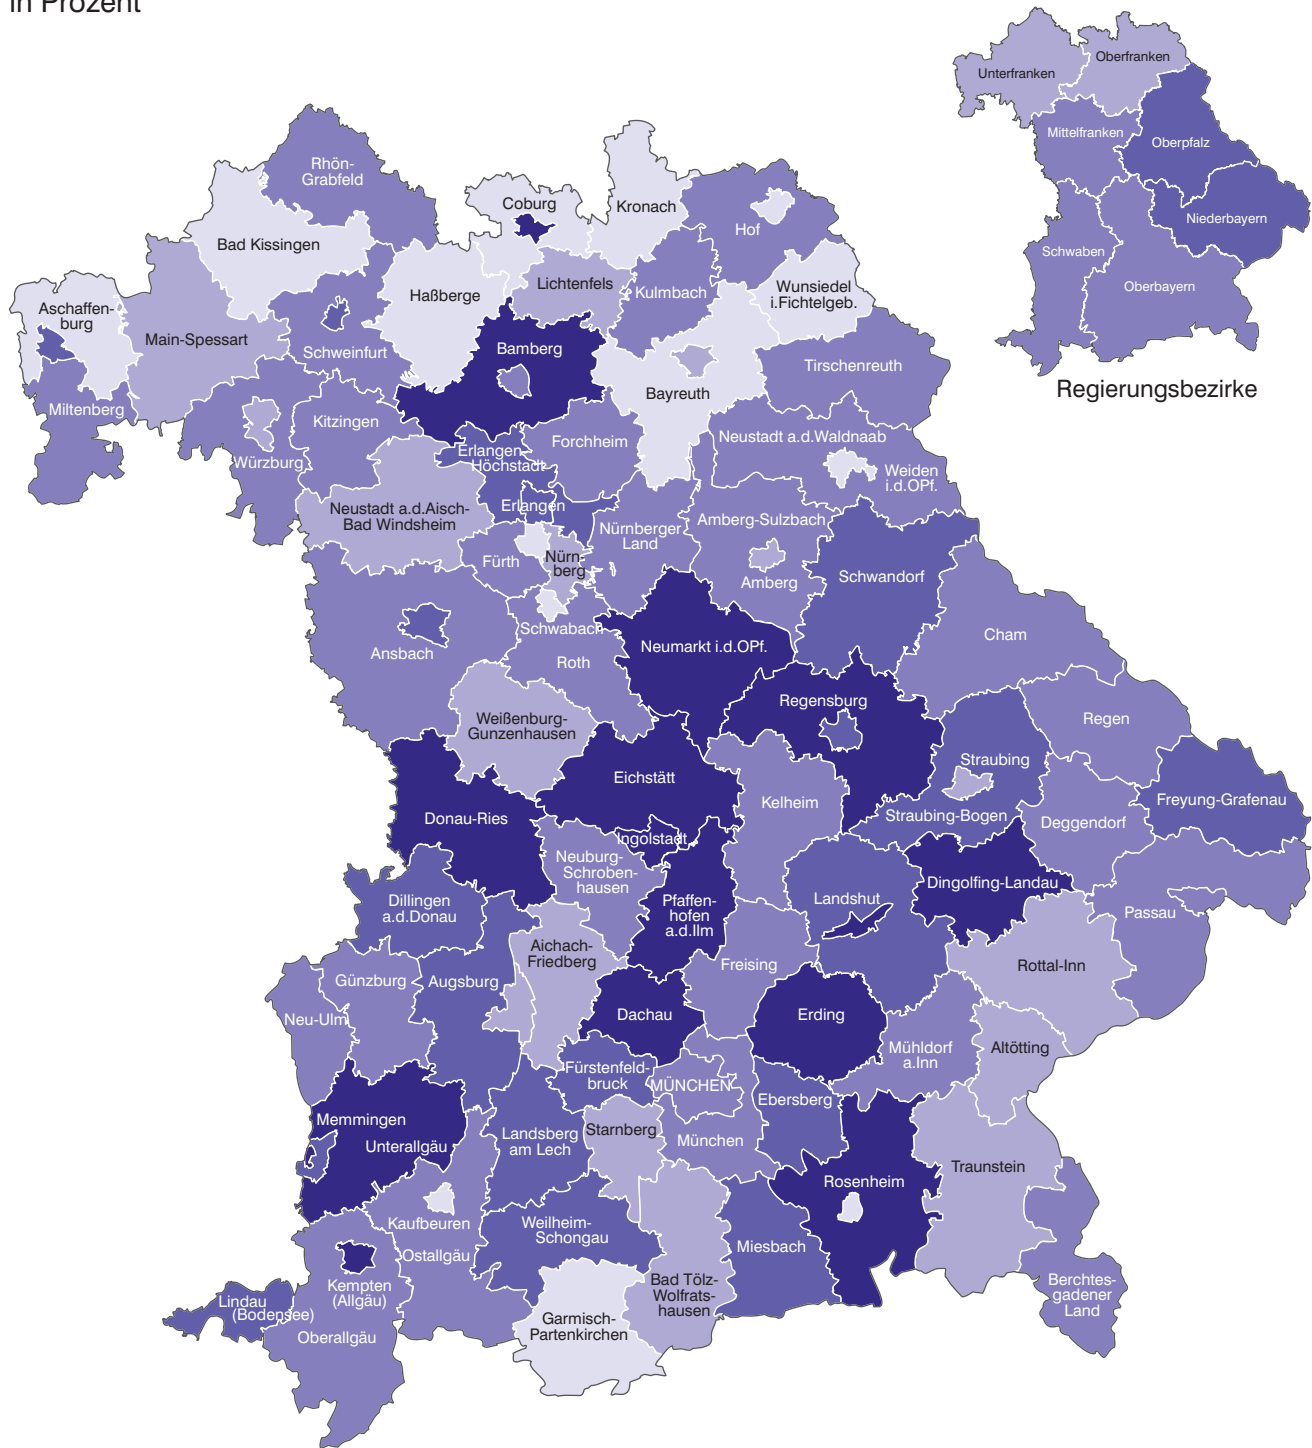 in Prozent
Oberfranken
Unterfranken
Mittelfranken
Oberpfalz
Niederbayern
Schwaben
Oberbayern
Regierungsbezirke
Rhön-
Grabfeld
Coburg
Kronach
Hof
Bad Kissingen
Haßberge
Lichtenfels
Kulmbach
Wunsiedel
i.Fichtelgeb.
Aschaffen-
burg
Main-Spessart
Schweinfurt
Bamberg
Bayreuth
Tirschenreuth
Miltenberg
Kitzingen
Würzburg
Forchheim
Erlangen-
Höchstadt
Neustadt a.d.Waldnaab
Weiden
i.d.OPf.
Neustadt a.d.Aisch-
Bad Windsheim
Erlangen
Nürnberger
Land
Amberg-Sulzbach
Fürth
Nürn-
berg
Amberg
Schwandorf
Ansbach
Schwabach
Roth
Neumarkt i.d.OPf.
Cham
Weißenburg-
Gunzenhausen
Regensburg
Regen
Eichstätt
Straubing
Donau-Ries
Kelheim
Straubing-Bogen
Freyung-Grafenau
Deggendorf
Ingolstadt
Neuburg-
Schroben-
hausen
Dillingen
a.d.Donau
Pfaffen-
hofen
a.d.Ilm
Landshut
Dingolfing-Landau
Passau
Aichach-
Friedberg
Günzburg
Augsburg
Freising
Rottal-Inn
Neu-Ulm
Dachau
Erding
Mühldorf
a.Inn
Altötting
Fürstenfeld-
bruck
MÜNCHEN
Ebersberg
Memmingen
Unterallgäu
Landsberg
am Lech
Starnberg
München
Traunstein
Rosenheim
Kaufbeuren
Weilheim-
Schongau
Ostallgäu
Miesbach
Kempten
(Allgäu)
Bad Tölz-
Wolfrats-
hausen
Berchtes-
gadener
Land
Lindau
(Bodensee)
Oberallgäu
Garmisch-
Partenkirchen